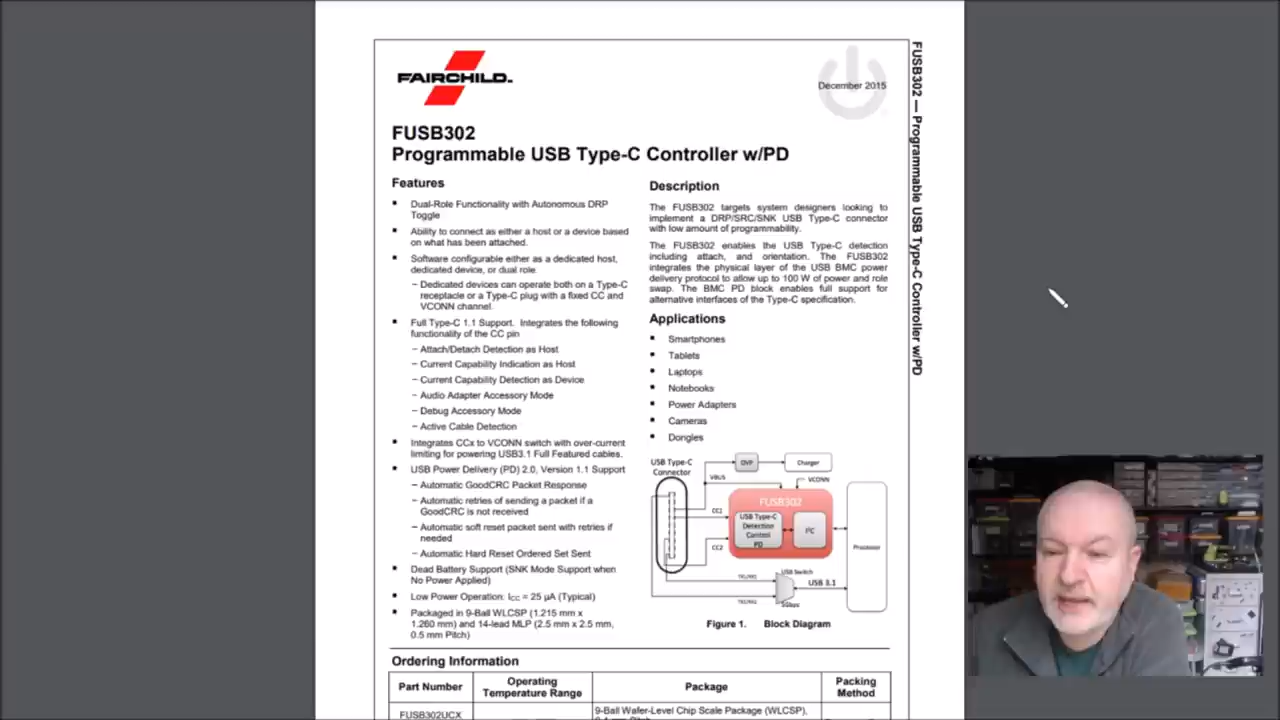 FAIRCHILD.
December 2015
FUSB302
Programmable USB Type-C Controller w/PD
Features
▪ Dual-Role Functionality with Autonomous DRP
Toggle
▪ Ability to connect as either a host or a device based
on what has been attached.
▪ Software configurable either as a dedicated host,
dedicated device, or dual role.
– Dedicated devices can operate both on a Type-C
receptacle or a Type-C plug with a fixed CC and
VCONN channel.
▪ Full Type-C 1.1 Support. Integrates the following
functionality of the CC pin
– Attach/Detach Detection as Host
– Current Capability Indication as Host
– Current Capability Detection as Device
– Audio Adapter Accessory Mode
– Debug Accessory Mode
– Active Cable Detection
▪ Integrates CCx to VCONN switch with over-current
limiting for powering USB3.1 Full Featured cables.
▪ USB Power Delivery (PD) 2.0, Version 1.1 Support
– Automatic GoodCRC Packet Response
– Automatic retries of sending a packet if a
GoodCRC is not received
– Automatic soft reset packet sent with retries if
needed
– Automatic Hard Reset Ordered Set Sent
▪ Dead Battery Support (SNK Mode Support when
No Power Applied)
▪ Low Power Operation: ICC = 25 µA (Typical)
▪ Packaged in 9-Ball WLCSP (1.215 mm x
1.260 mm) and 14-lead MLP (2.5 mm x 2.5 mm,
0.5 mm Pitch)
Description
The FUSB302 targets system designers looking to
implement a DRP/SRC/SNK USB Type-C connector
with low amount of programmability.
The FUSB302 enables the USB Type-C detection
including attach, and orientation. The FUSB302
integrates the physical layer of the USB BMC power
delivery protocol to allow up to 100 W of power and role
swap. The BMC PD block enables full support for
alternative interfaces of the Type-C specification.
Applications
▪ Smartphones
▪ Tablets
▪ Laptops
▪ Notebooks
▪ Power Adapters
▪ Cameras
▪ Dongles
USB Type-C
Connector
OVP
Charger
VBUS
VCONN
FUSB302
CC1
USB Type-C
Detection
Control
PD
I²C
Processor
CC2
USB Switch
USB 3.1
5Gbps
Figure 1. Block Diagram
Ordering Information
Part Number
Operating
Temperature Range
Package
Packing
Method
FUSB302UCX
9-Ball Wafer-Level Chip Scale Package (WLCSP),
FUSB302 — Programmable USB Type-C Controller w/PD